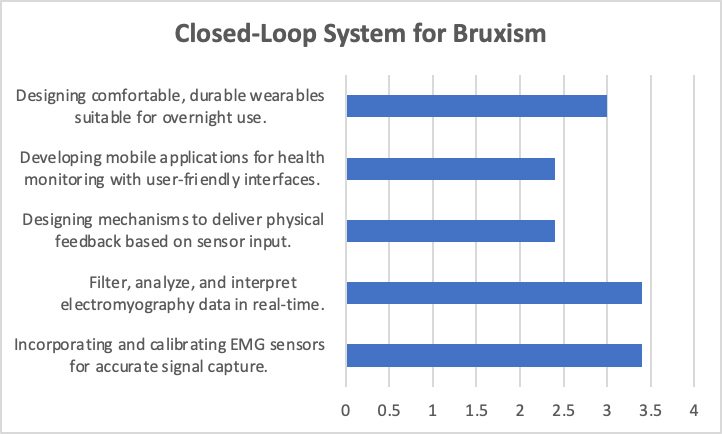 Closed-Loop System for Bruxism
Designing comfortable, durable wearables
suitable for overnight use.
Developing mobile applications for health
monitoring with user-friendly interfaces.
Designing mechanisms to deliver physical
feedback based on sensor input.
Filter, analyze, and interpret
electromyography data in real-time.
Incorporating and calibrating EMG sensors
for accurate signal capture.
0 0.5 1 1.5 2 2.5 3 3.5 4